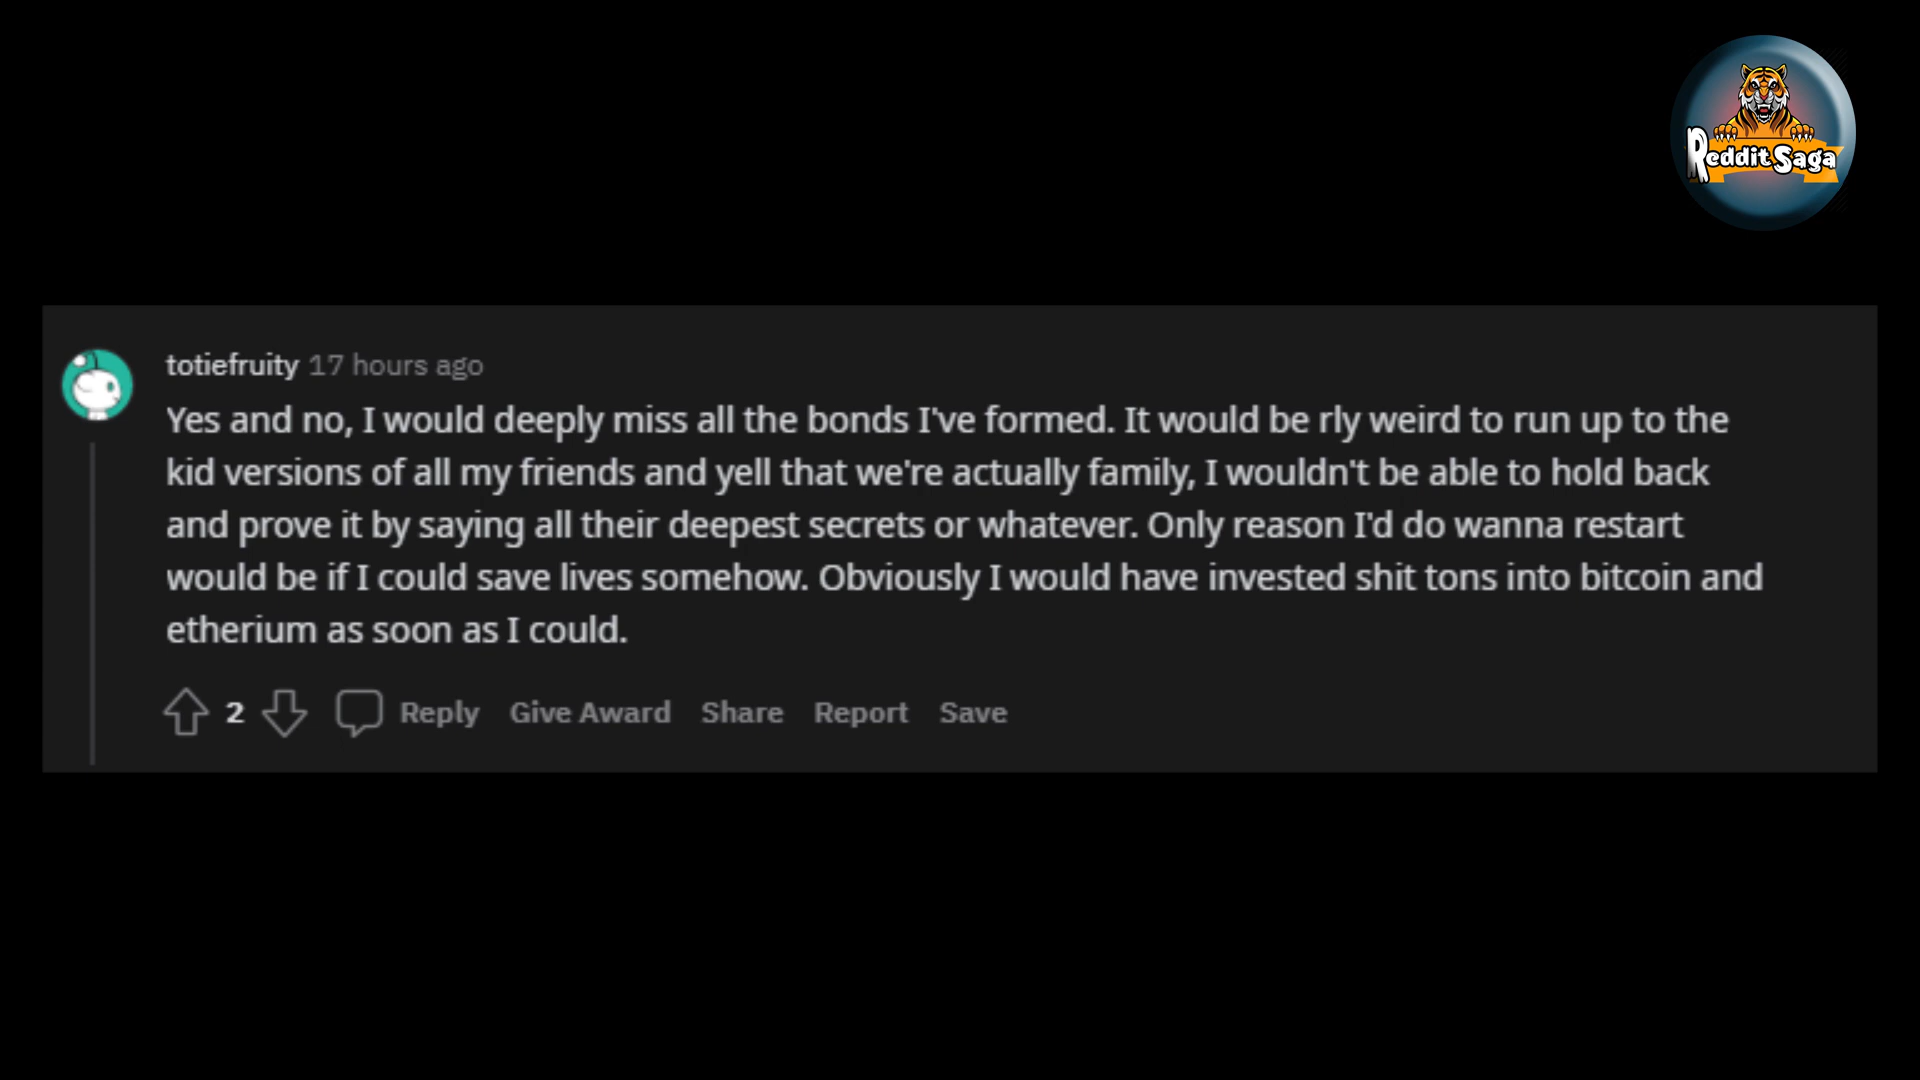 Reddit Saga
totiefruity 17 hours ago
Yes and no, I would deeply miss all the bonds I've formed. It would be rly weird to run up to the
kid versions of all my friends and yell that we're actually family, I wouldn't be able to hold back
and prove it by saying all their deepest secrets or whatever. Only reason I'd do wanna restart
would be if I could save lives somehow. Obviously I would have invested shit tons into bitcoin and
etherium as soon as I could.
2 Reply Give Award Share Report Save